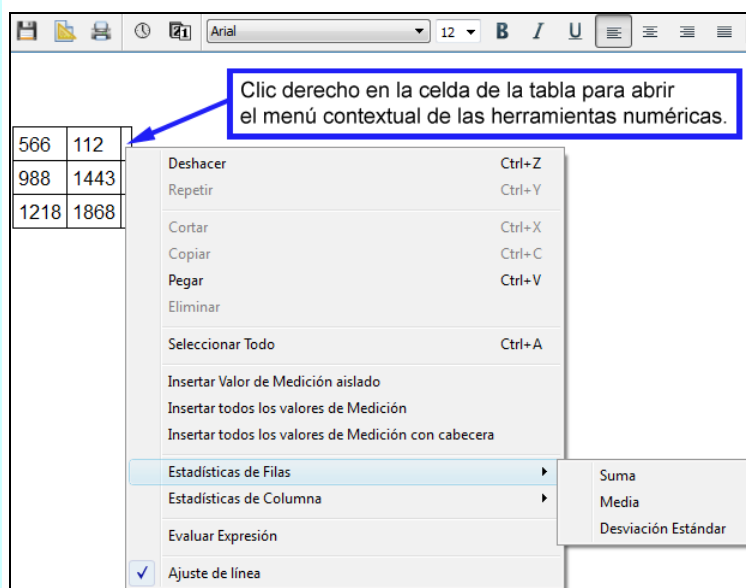 Arial 12 B I U
Clic derecho en la celda de la tabla para abrir
el menú contextual de las herramientas numéricas.
566 112
988 1443
1218 1868
Deshacer Ctrl+Z
Repetir Ctrl+Y
Cortar Ctrl+X
Copiar Ctrl+C
Pegar Ctrl+V
Eliminar
Seleccionar Todo Ctrl+A
Insertar Valor de Medición aislado
Insertar todos los valores de Medición
Insertar todos los valores de Medición con cabecera
Estadísticas de Filas
Estadísticas de Columna
Evaluar Expresión
Ajuste de línea
Suma
Media
Desviación Estándar